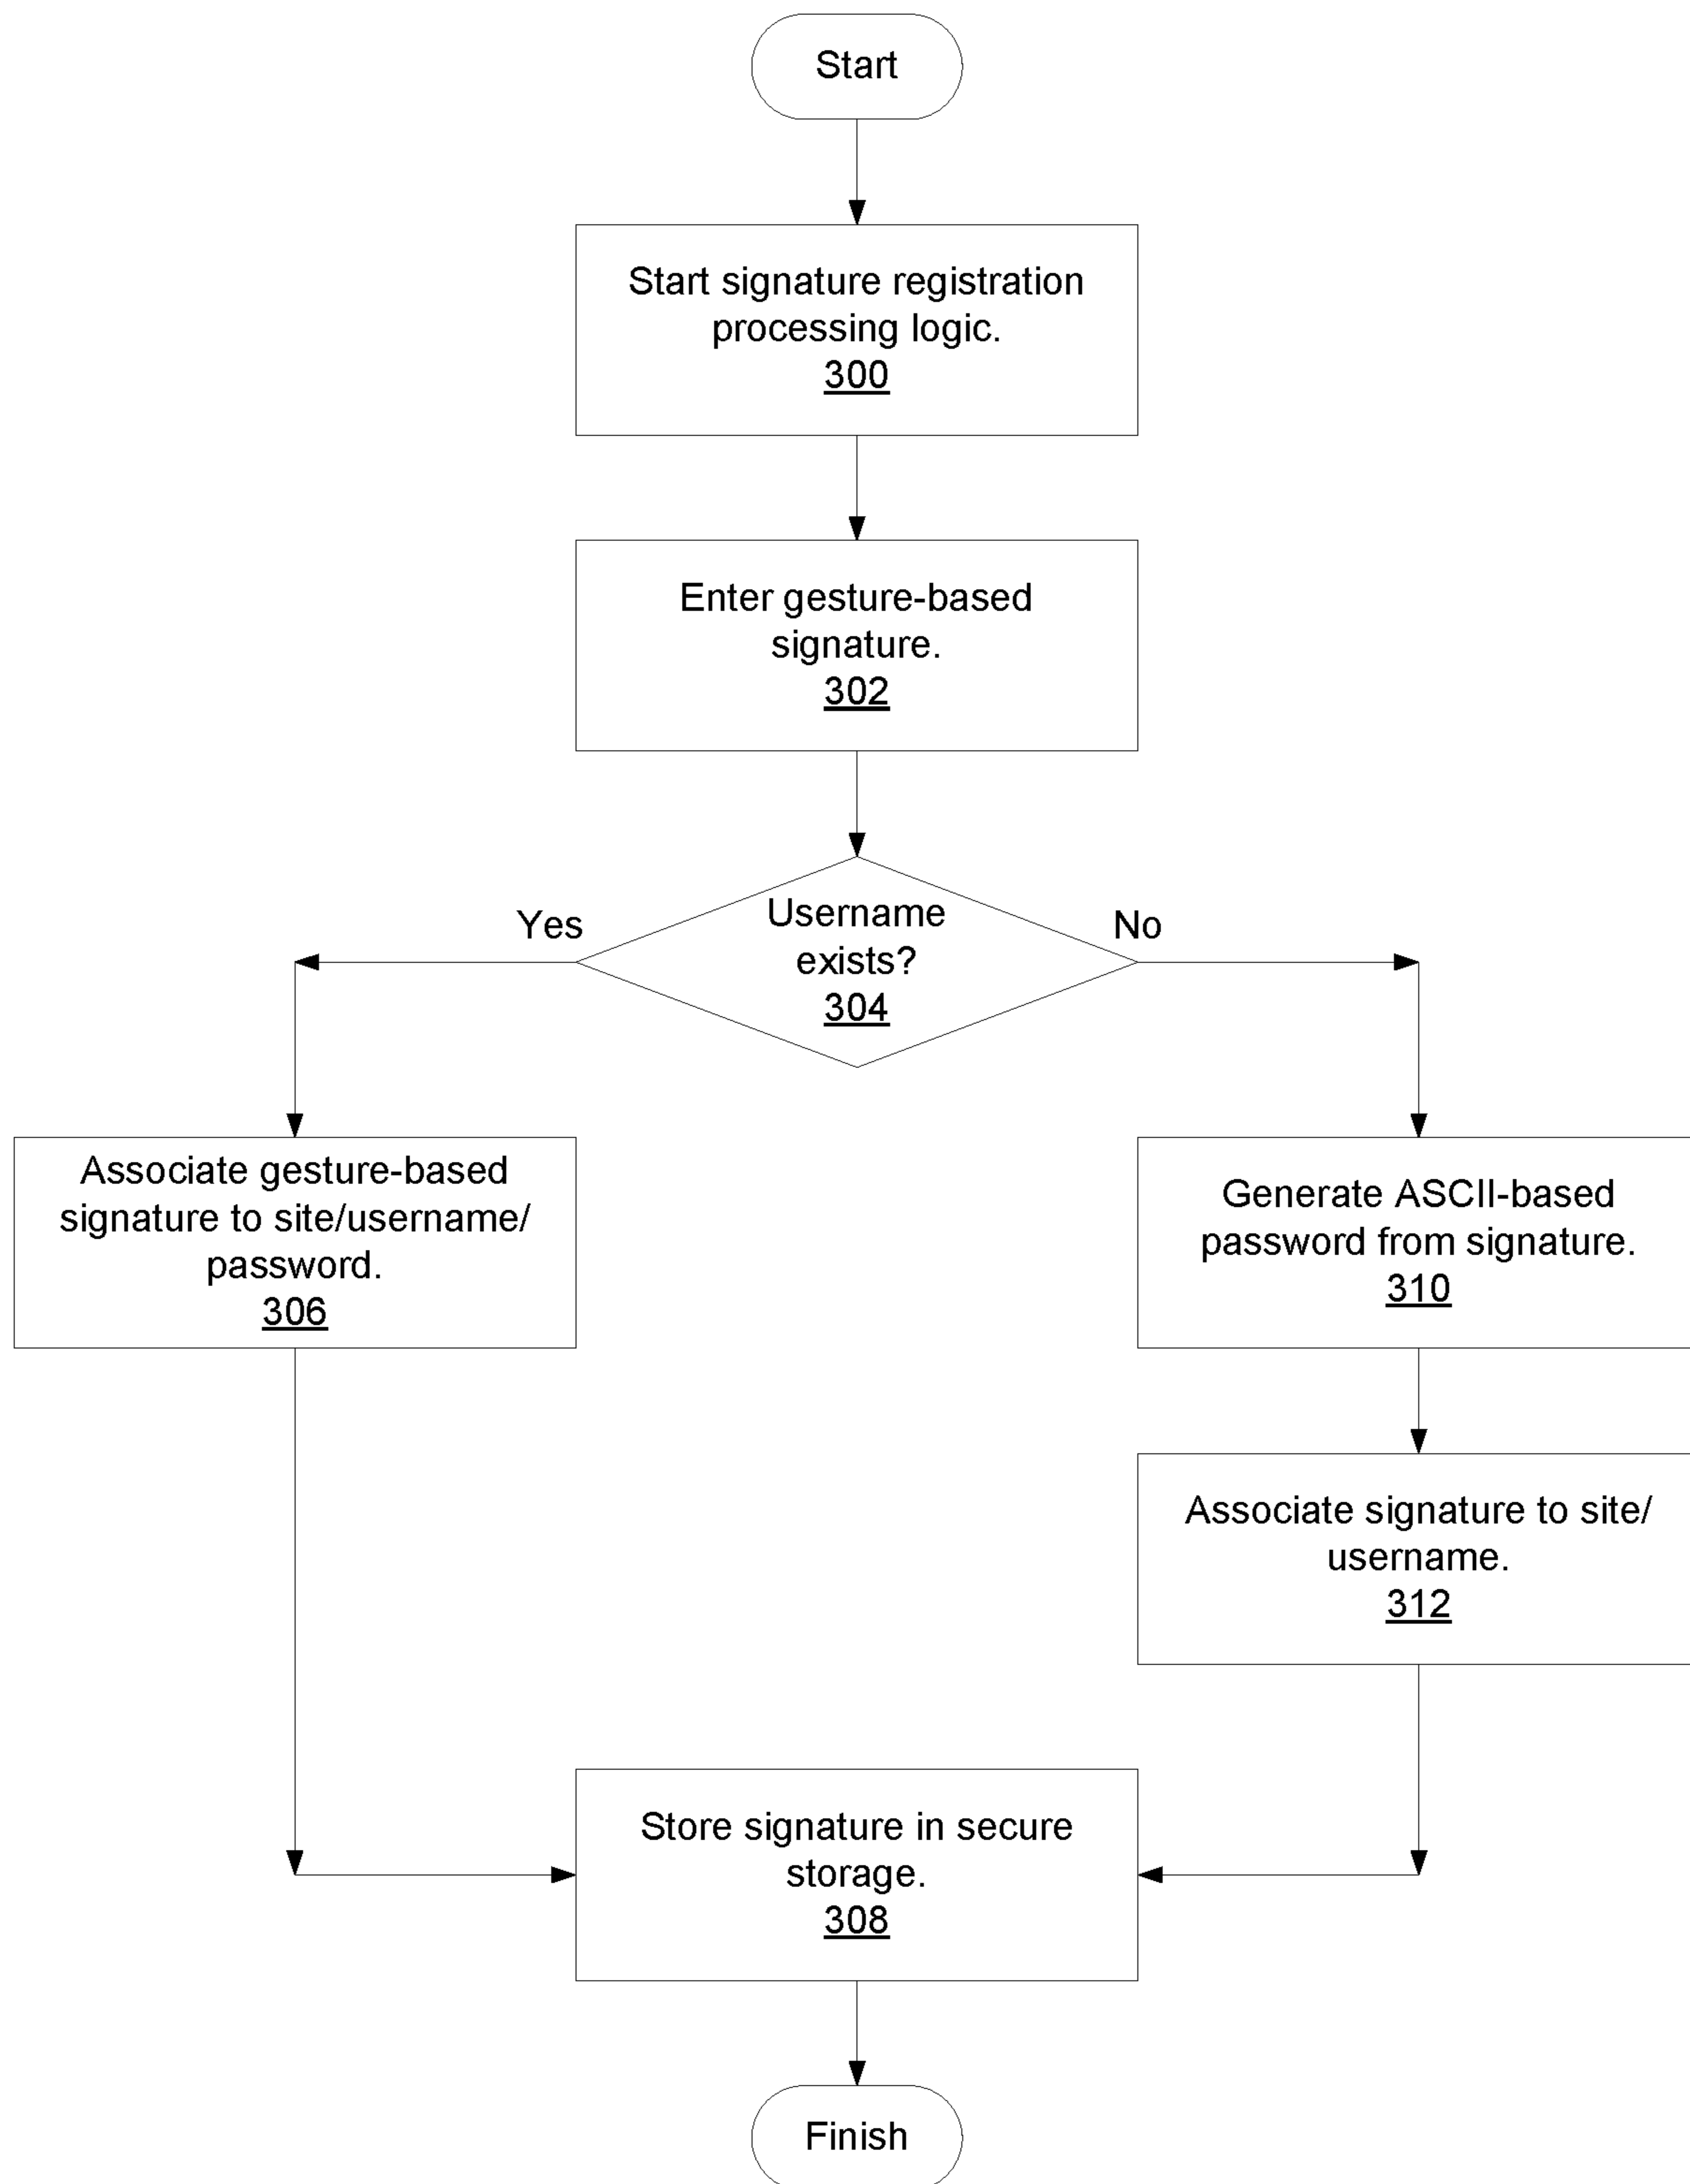 Start
Start signature registration
processing logic.
300
Enter gesture-based
signature.
302
Username
exists?
304
Yes
No
Associate gesture-based
signature to site/username/
password.
306
Generate ASCII-based
password from signature.
310
Associate signature to site/
username.
312
Store signature in secure
storage.
308
Finish